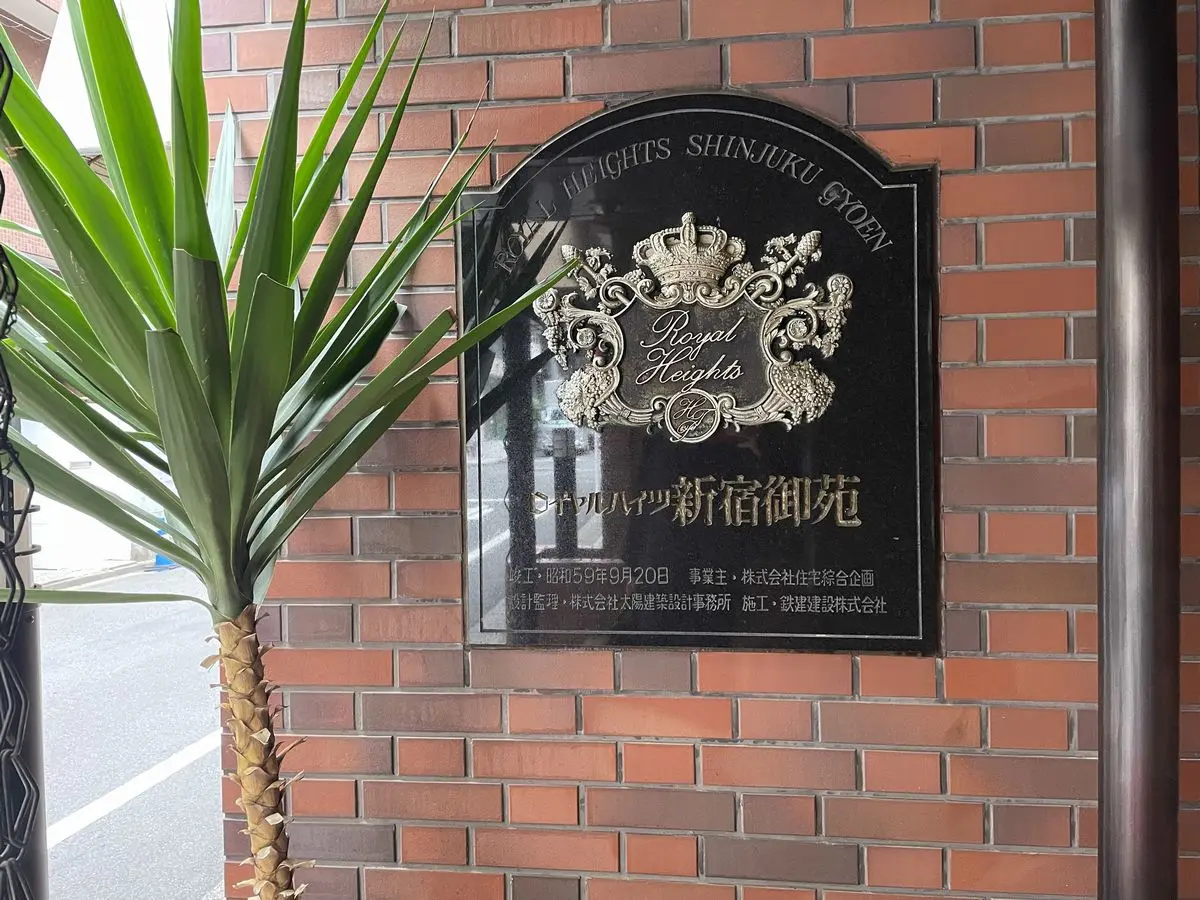 ROYAL HEIGHTS SHINJUKU GYOEN
Royal
Heights
ロイヤルハイツ新宿御苑
竣工・昭和59年9月20日 事業主・株式会社住宅綜合企画
設計監理・株式会社太陽建築設計事務所 施工・鉄建建設株式会社